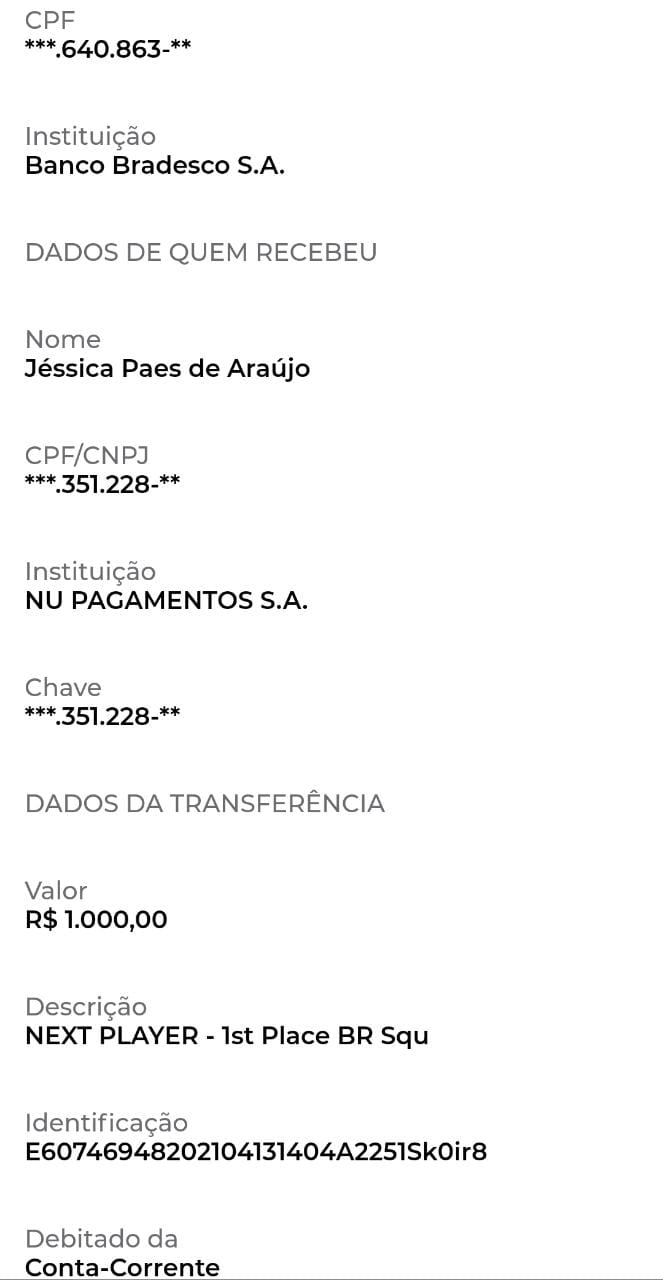 CPF
***.640.863-**
Instituição
Banco Bradesco S.A.
DADOS DE QUEM RECEBEU
Nome
Jéssica Paes de Araújo
CPF/CNPJ
***.351.228-**
Instituição
NU PAGAMENTOS S.A.
Chave
***.351.228-**
DADOS DA TRANSFERÊNCIA
Valor
R$ 1.000,00
Descrição
NEXT PLAYER - 1st Place BR Squ
Identificação
E60746948202104131404A2251Sk0ir8
Debitado da
Conta-Corrente